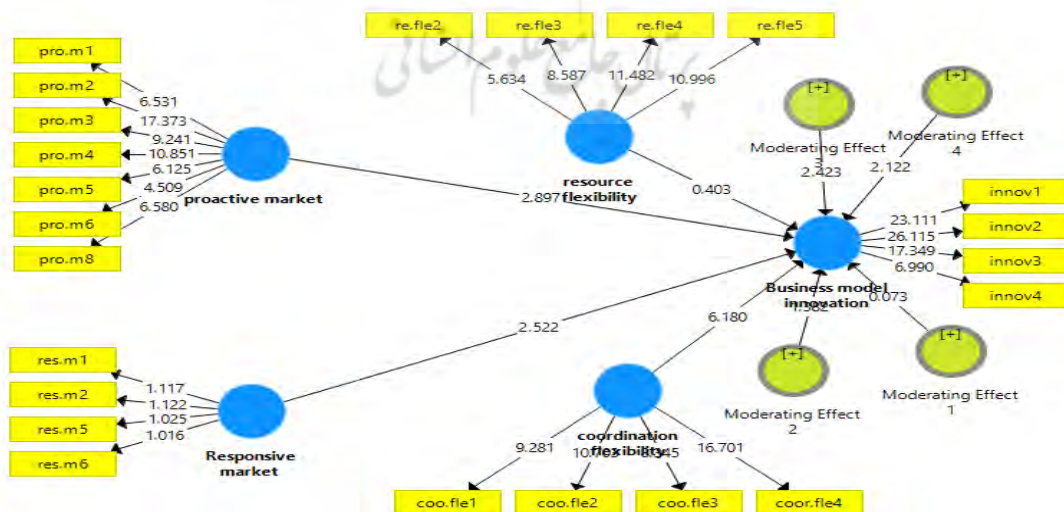 re.fle2
re.fle3
re.fle4
re.fle5
پرتال جامع علوم انسانی
5.634
8.587
11.482
10.996
pro.m1
pro.m2
pro.m3
pro.m4
pro.m5
pro.m6
pro.m8
6.531
17.373
9.241
10.851
6.125
4.509
6.580
proactive market
resource
flexibility
2.897
0.403
[+]
Moderating Effect
3
2.423
[+]
Moderating Effect
4
2.122
innov1
innov2
innov3
innov4
23.111
26.115
17.349
6.990
Business model
innovation
0.073
[+]
Moderating Effect
1
[+]
Moderating Effect
2
2.522
6.180
res.m1
res.m2
res.m5
res.m6
1.117
1.122
1.025
1.016
Responsive
market
coordination
flexibility
9.281
16.701
coo.fle1
coo.fle2
coo.fle3
coor.fle4